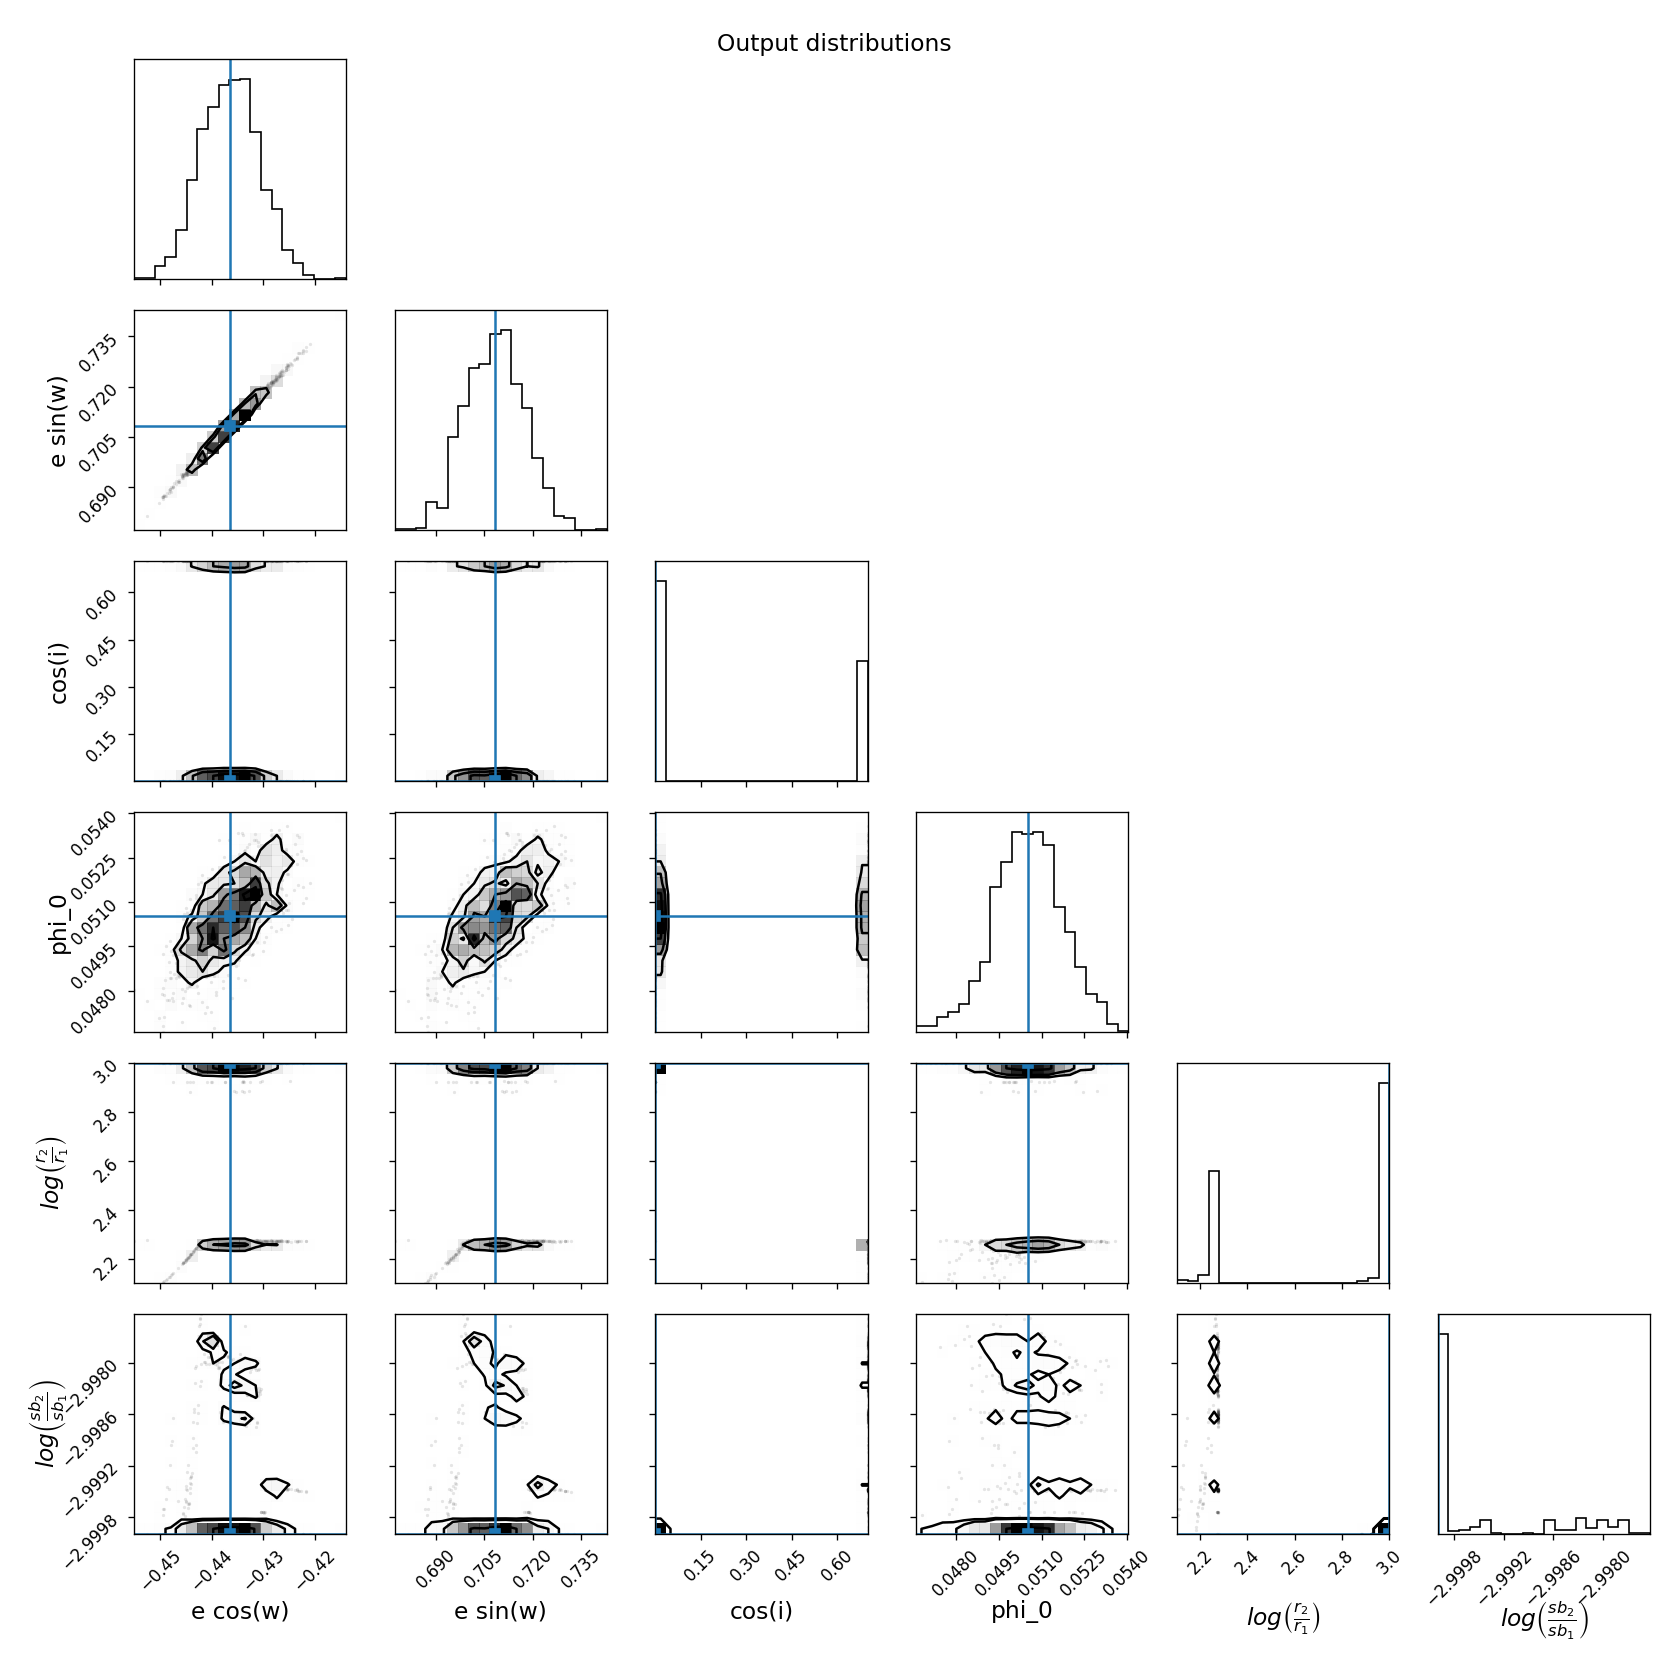 Output distributions
e sin(w)
0.735
0.720
0.705
0.690
cos(i)
0.60
0.45
0.30
0.15
phi_0
0.0540
0.0525
0.0510
0.0495
0.0480
log(r₂/r₁)
3.0
2.8
2.6
2.4
2.2
log(sb₂/sb₁)
−2.9980
−2.9986
−2.9992
−2.9998
−0.45 −0.44 −0.43 −0.42 0.690 0.705 0.720 0.735 0.15 0.30 0.45 0.60 0.0480 0.0495 0.0510 0.0525 0.0540 2.2 2.4 2.6 2.8 3.0 −2.9998 −2.9992 −2.9986 −2.9980
e cos(w) e sin(w) cos(i) phi_0 log(r₂/r₁) log(sb₂/sb₁)